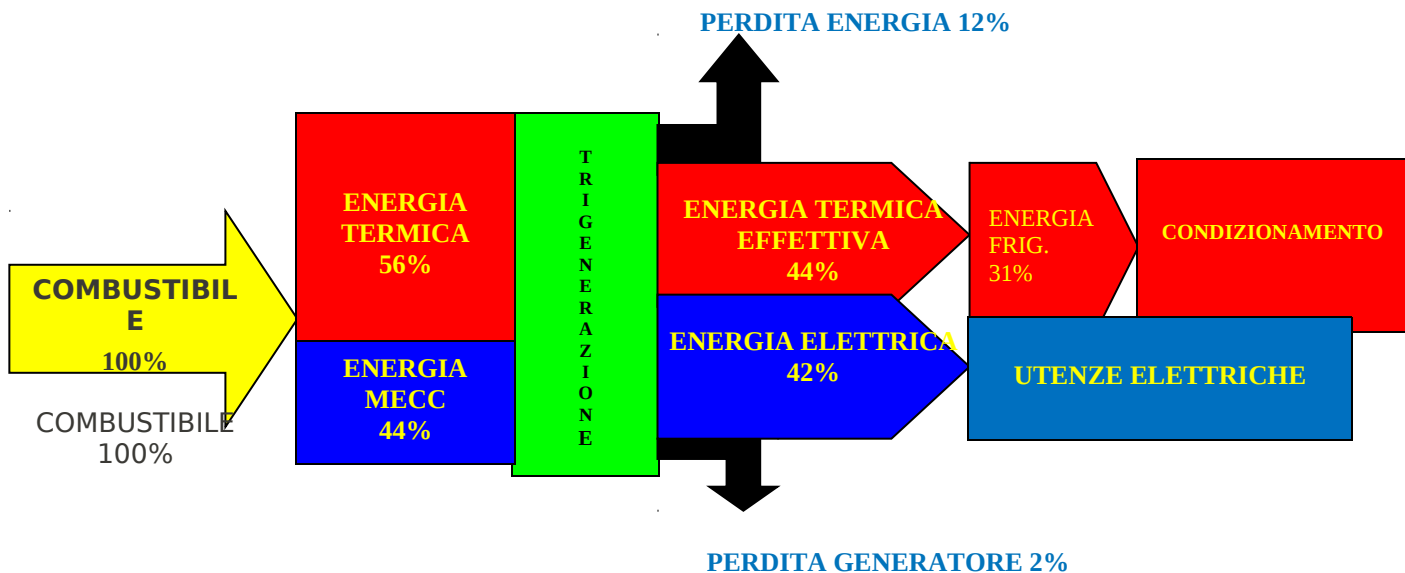 PERDITA ENERGIA 12%
COMBUSTIBIL
E
100%
COMBUSTIBILE
100%
ENERGIA
TERMICA
56%
ENERGIA
MECC
44%
T
R
I
G
E
N
E
R
A
Z
I
O
N
E
ENERGIA TERMICA
EFFETTIVA
44%
ENERGIA ELETTRICA
42%
ENERGIA
FRIG.
31%
CONDIZIONAMENTO
UTENZE ELETTRICHE
PERDITA GENERATORE 2%